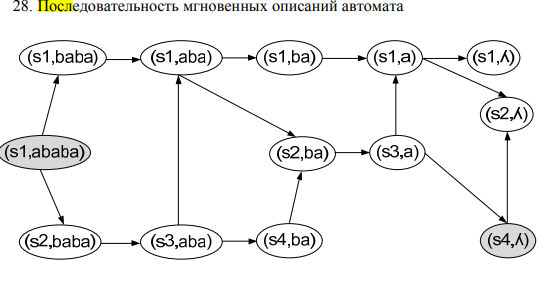 28. Последовательность мгновенных описаний автомата
(s1,baba) (s1,aba) (s1,ba) (s1,a) (s1,ʎ)
(s2,ʎ)
(s1,ababa) (s2,ba) (s3,a)
(s2,baba) (s3,aba) (s4,ba) (s4,ʎ)